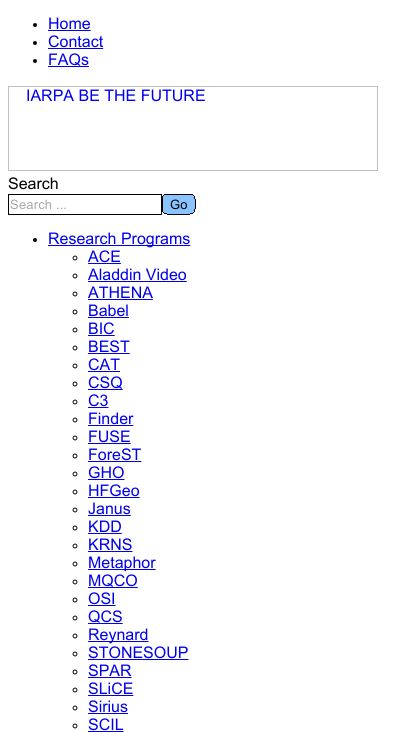 Home
Contact
FAQs
IARPA BE THE FUTURE
Search
Search ...
Go
Research Programs
ACE
Aladdin Video
ATHENA
Babel
BIC
BEST
CAT
CSQ
C3
Finder
FUSE
ForeST
GHO
HFGeo
Janus
KDD
KRNS
Metaphor
MQCO
OSI
QCS
Reynard
STONESOUP
SPAR
SLiCE
Sirius
SCIL